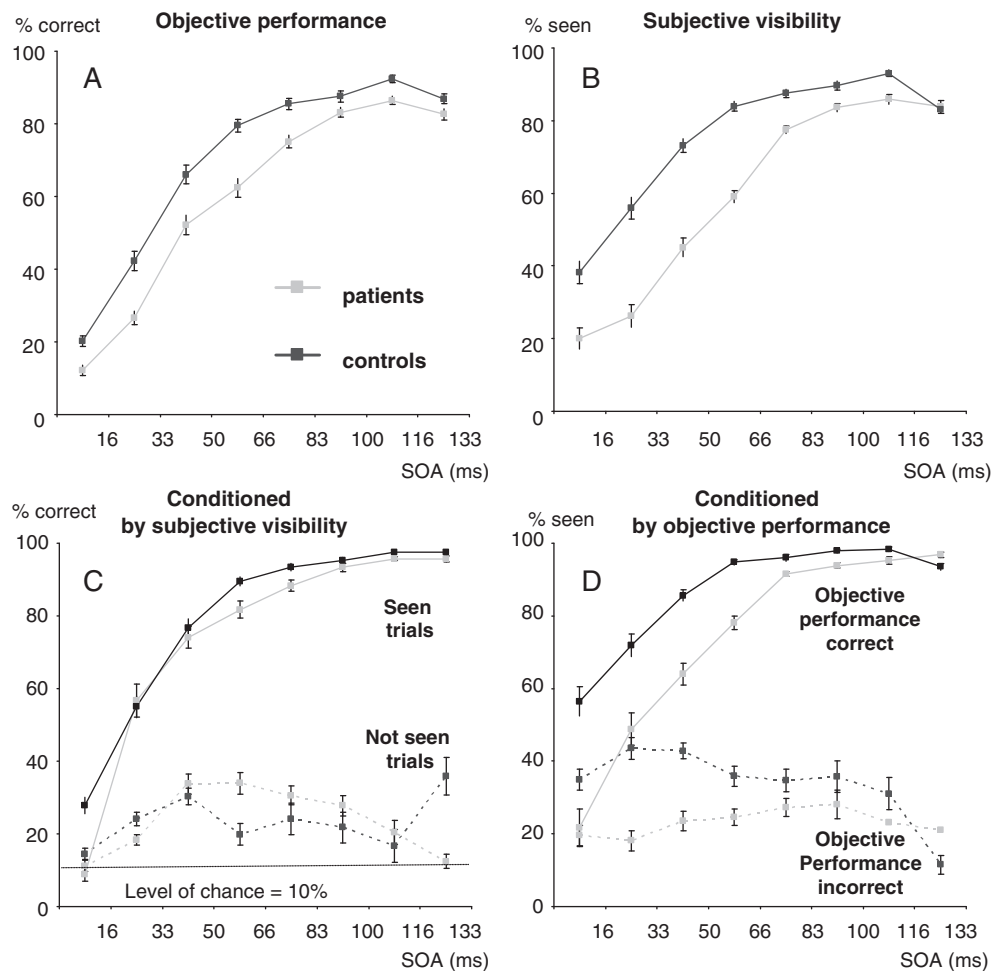 Objective performance
% correct
100
80
60
40
20
0
A
patients
controls
16 33 50 66 83 100 133
SOA (ms)
Subjective visibility
% seen
100
80
60
40
20
0
B
16 33 50 66 83 100 133
SOA (ms)
Conditioned
by subjective visibility
% correct
100
80
60
40
20
0
C
Seen
trials
Not seen
trials
Level of chance = 10%
16 33 50 66 83 100 133
SOA (ms)
Conditioned
by objective performance
% seen
100
80
60
40
20
0
D
Objective
performance
correct
Objective
Performance
incorrect
16 33 50 66 83 100 133
SOA (ms)